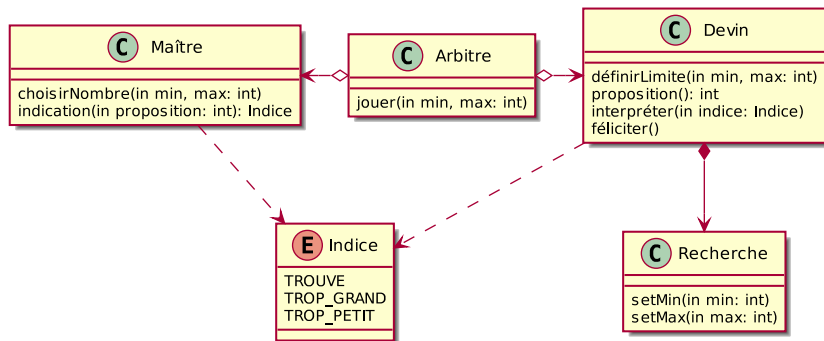 C Maître
choisirNombre(in min, max: int)
indication(in proposition: int): Indice
C Arbitre
jouer(in min, max: int)
C Devin
définirLimite(in min, max: int)
proposition(): int
interpréter(in indice: Indice)
féliciter()
E Indice
TROUVE
TROP_GRAND
TROP_PETIT
C Recherche
setMin(in min: int)
setMax(in max: int)